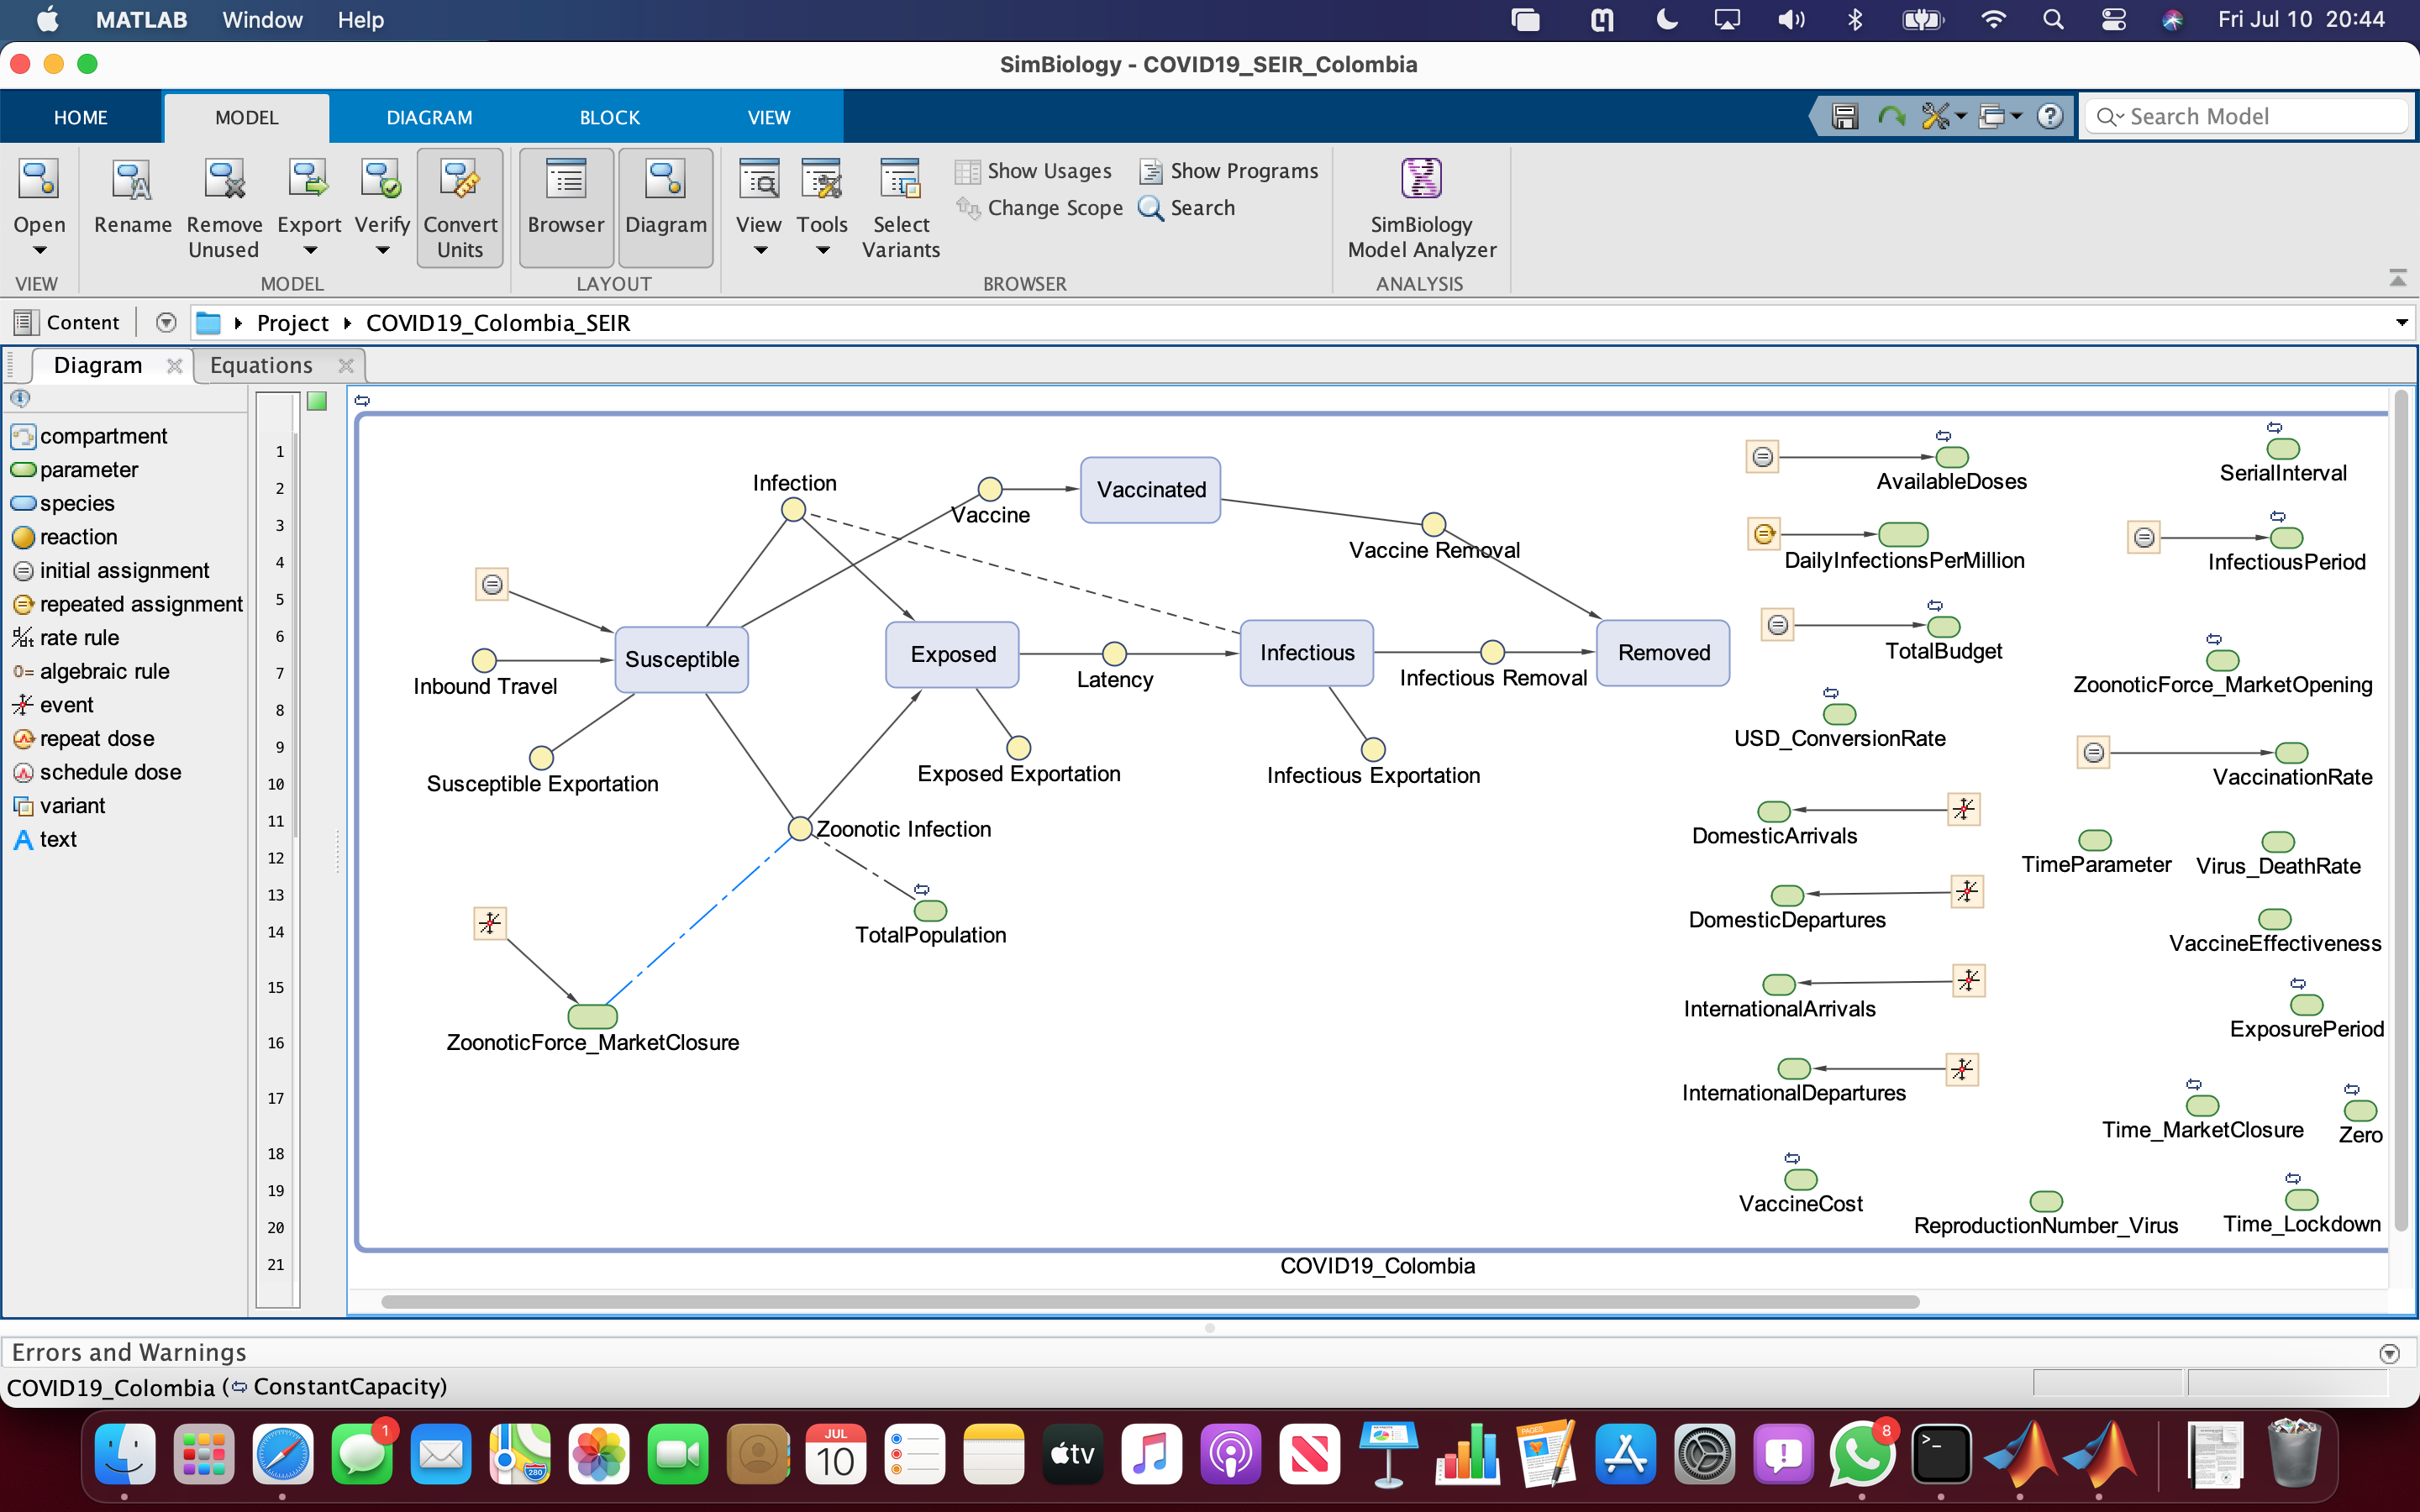 MATLAB Window Help Fri Jul 10 20:44
SimBiology - COVID19_SEIR_Colombia
HOME MODEL DIAGRAM BLOCK VIEW Search Model
Show Usages Show Programs
Change Scope Search
Open Rename Remove Unused Export Verify Convert Units Browser Diagram View Tools Select Variants SimBiology Model Analyzer
VIEW MODEL LAYOUT BROWSER ANALYSIS
Content Project COVID19_Colombia_SEIR
Diagram Equations
compartment
parameter
species
reaction
initial assignment
repeated assignment
rate rule
algebraic rule
event
repeat dose
schedule dose
variant
A text
1
2
3
4
5
6
7
8
9
10
11
12
13
14
15
16
17
18
19
20
21
Infection
Vaccine
Vaccinated
Vaccine Removal
Susceptible
Inbound Travel
Exposed
Latency
Infectious
Infectious Removal
Removed
Susceptible Exportation
Exposed Exportation
Infectious Exportation
Zoonotic Infection
TotalPopulation
ZoonoticForce_MarketClosure
AvailableDoses
SerialInterval
DailyInfectionsPerMillion
InfectiousPeriod
TotalBudget
ZoonoticForce_MarketOpening
USD_ConversionRate
VaccinationRate
DomesticArrivals
TimeParameter
Virus_DeathRate
DomesticDepartures
VaccineEffectiveness
InternationalArrivals
ExposurePeriod
InternationalDepartures
Time_MarketClosure
Zero
VaccineCost
ReproductionNumber_Virus
Time_Lockdown
COVID19_Colombia
Errors and Warnings
COVID19_Colombia ( ConstantCapacity)
1
280
JUL
10
tv
8